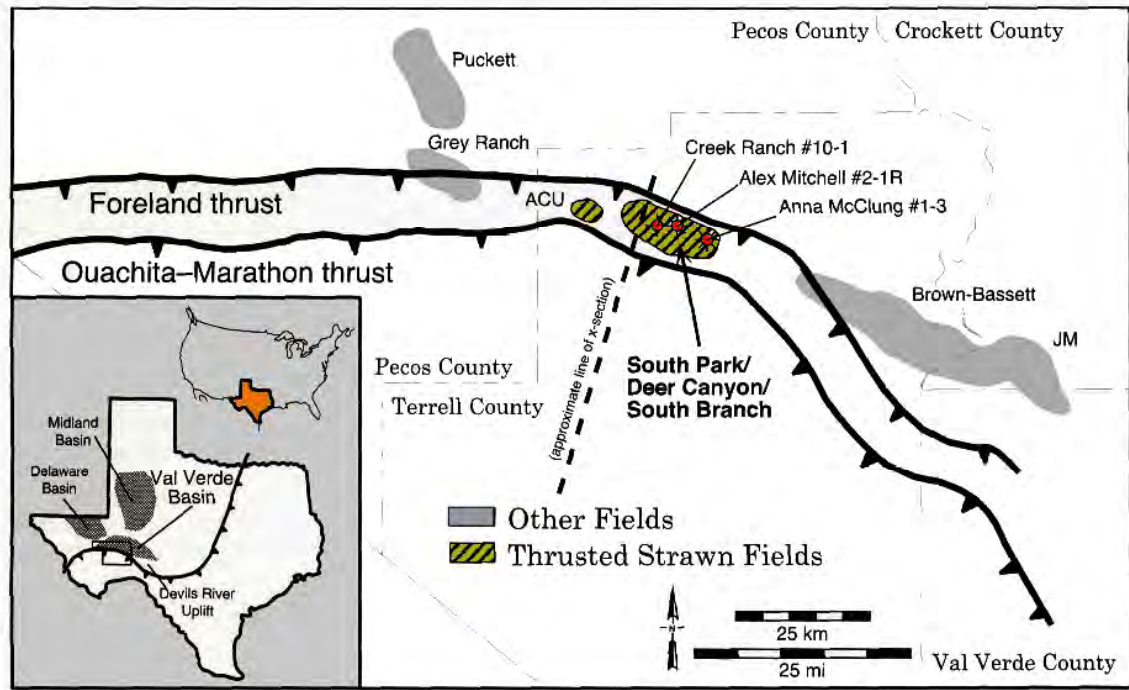 Pecos County
Crockett County
Puckett
Grey Ranch
Creek Ranch #10-1
Alex Mitchell #2-1R
Anna McClung #1-3
ACU
Foreland thrust
Ouachita–Marathon thrust
Brown-Bassett
JM
(approximate line of x-section)
South Park/
Deer Canyon/
South Branch
Pecos County
Terrell County
Midland
Basin
Delaware
Basin
Val Verde
Basin
Devils River
Uplift
Other Fields
Thrusted Strawn Fields
N
25 km
25 mi
Val Verde County